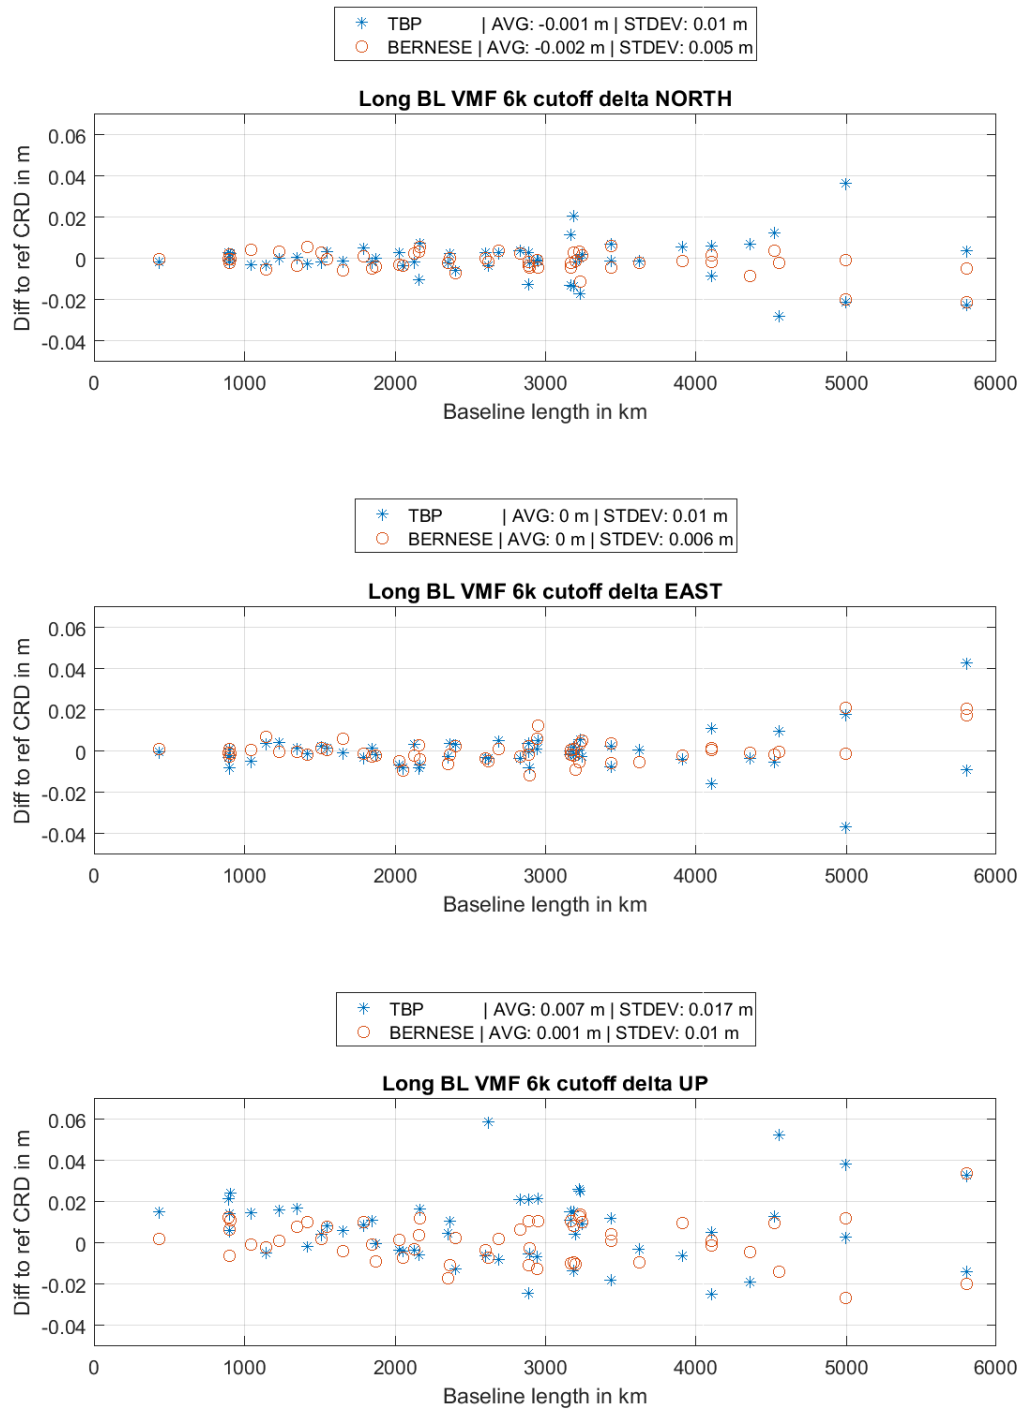 TBP | AVG: -0.001 m | STDEV: 0.01 m
BERNESE | AVG: -0.002 m | STDEV: 0.005 m
Long BL VMF 6k cutoff delta NORTH
0.06
0.04
0.02
0
-0.02
-0.04
Diff to ref CRD in m
0 1000 2000 3000 4000 5000 6000
Baseline length in km
TBP | AVG: 0 m | STDEV: 0.01 m
BERNESE | AVG: 0 m | STDEV: 0.006 m
Long BL VMF 6k cutoff delta EAST
0.06
0.04
0.02
0
-0.02
-0.04
Diff to ref CRD in m
0 1000 2000 3000 4000 5000 6000
Baseline length in km
TBP | AVG: 0.007 m | STDEV: 0.017 m
BERNESE | AVG: 0.001 m | STDEV: 0.01 m
Long BL VMF 6k cutoff delta UP
0.06
0.04
0.02
0
-0.02
-0.04
Diff to ref CRD in m
0 1000 2000 3000 4000 5000 6000
Baseline length in km